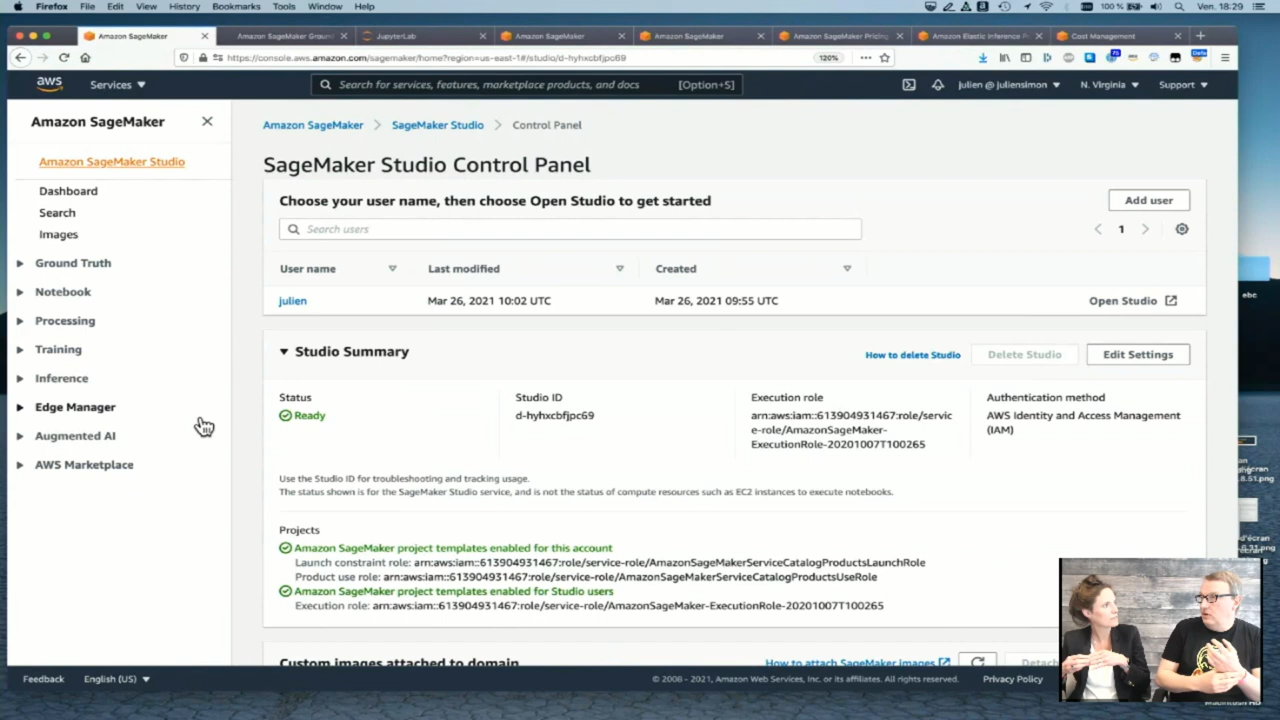 Firefox File Edit View History Bookmarks Tools Window Help
100 % Ven. 18:29
Amazon SageMaker
Amazon SageMaker Groun
JupyterLab
Amazon SageMaker
Amazon SageMaker
Amazon SageMaker Pricing
Amazon Elastic Inference P
Cost Management
https://console.aws.amazon.com/sagemaker/home?region=us-east-1#/studio/d-hyhxcbfjpc69
120%
aws Services Search for services, features, marketplace products, and docs [Option+S] julien @ juliensimon N. Virginia Support
Amazon SageMaker
Amazon SageMaker Studio
Dashboard
Search
Images
Ground Truth
Notebook
Processing
Training
Inference
Edge Manager
Augmented AI
AWS Marketplace
Amazon SageMaker > SageMaker Studio > Control Panel
SageMaker Studio Control Panel
Choose your user name, then choose Open Studio to get started
Add user
Search users
1
User name Last modified Created
julien Mar 26, 2021 10:02 UTC Mar 26, 2021 09:55 UTC Open Studio
Studio Summary
How to delete Studio Delete Studio Edit Settings
Status
Ready
Studio ID
d-hyhxcbfjpc69
Execution role
arn:aws:iam::613904931467:role/servic
e-role/AmazonSageMaker-
ExecutionRole-20201007T100265
Authentication method
AWS Identity and Access Management
(IAM)
Use the Studio ID for troubleshooting and tracking usage.
The status shown is for the SageMaker Studio service, and is not the status of compute resources such as EC2 instances to execute notebooks.
Projects
Amazon SageMaker project templates enabled for this account
Launch constraint role: arn:aws:iam::613904931467:role/service-role/AmazonSageMakerServiceCatalogProductsLaunchRole
Product use role: arn:aws:iam::613904931467:role/service-role/AmazonSageMakerServiceCatalogProductsUseRole
Amazon SageMaker project templates enabled for Studio users
Execution role: arn:aws:iam::613904931467:role/service-role/AmazonSageMaker-ExecutionRole-20201007T100265
Custom images attached to domain
How to attach SageMaker images
Detach
Feedback English (US) © 2008 - 2021, Amazon Web Services, Inc. or its affiliates. All rights reserved. Privacy Policy
ebc